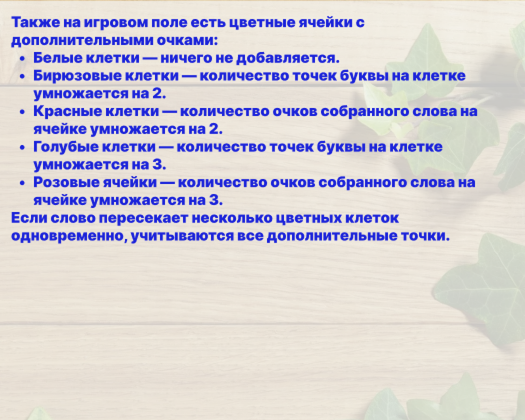 Также на игровом поле есть цветные ячейки с
дополнительными очками:
• Белые клетки — ничего не добавляется.
• Бирюзовые клетки — количество точек буквы на клетке
умножается на 2.
• Красные клетки — количество очков собранного слова на
ячейке умножается на 2.
• Голубые клетки — количество точек буквы на клетке
умножается на 3.
• Розовые ячейки — количество очков собранного слова на
ячейке умножается на 3.
Если слово пересекает несколько цветных клеток
одновременно, учитываются все дополнительные точки.